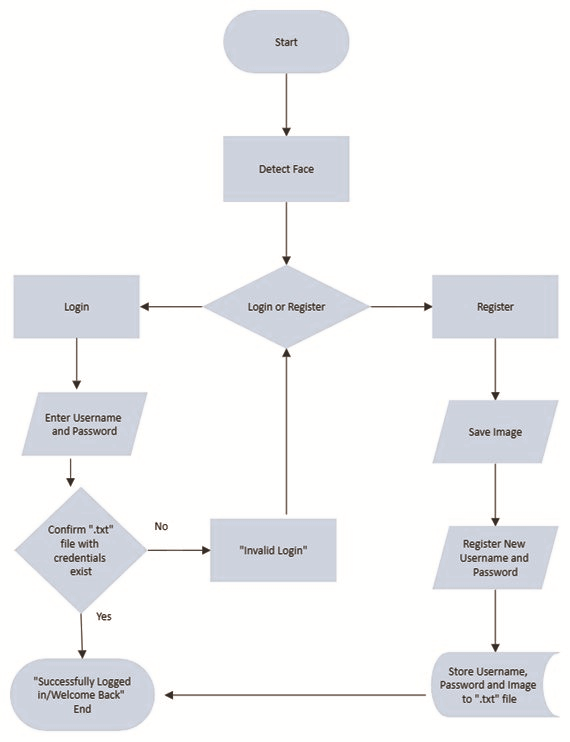 Start
Detect Face
Login
Login or Register
Register
Enter Username
and Password
Save Image
Confirm ".txt"
file with
credentials
exist
No
"Invalid Login"
Register New
Username and
Password
Yes
"Successfully Logged
in/Welcome Back"
End
Store Username,
Password and Image
to ".txt" file